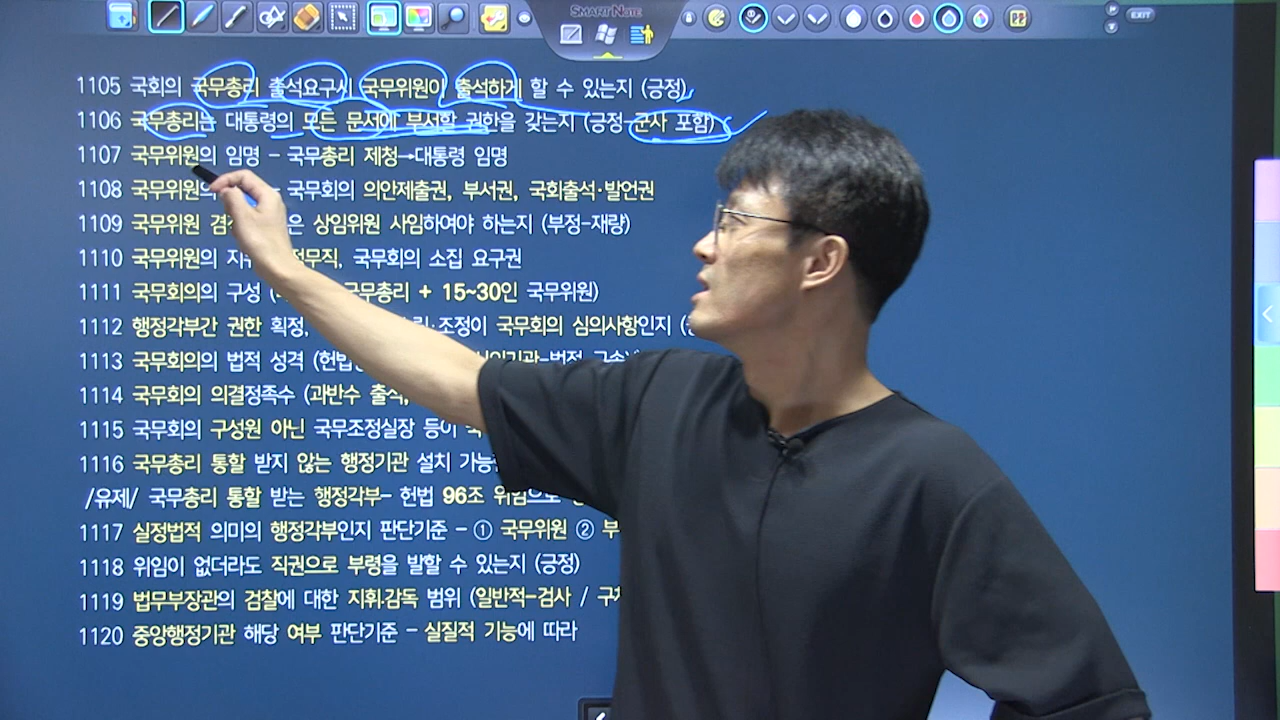 SMART NOTE
EXIT
1105 국회의 국무총리 출석요구시 국무위원이 출석하게 할 수 있는지 (긍정)
1106 국무총리는 대통령의 모든 문서에 부서할 권한을 갖는지 (긍정-군사 포함)
1107 국무위원의 임명 - 국무총리 제청→대통령 임명
1108 국무위원의 국무회의 의안제출권, 부서권, 국회출석·발언권
1109 국무위원 은 상임위원 사임하여야 하는지 (부정-재량)
1110 국무위원의 정무직, 국무회의 소집 요구권
1111 국무회의의 구성 ( 국무총리 + 15~30인 국무위원)
1112 행정각부간 권한 획정, ·조정이 국무회의 심의사항인지 (
1113 국무회의의 법적 성격 (헌법
1114 국무회의 의결정족수 (과반수 출석,
1115 국무회의 구성원 아닌 국무조정실장 등이
1116 국무총리 통할 받지 않는 행정기관 설치
/유제/ 국무총리 통할 받는 행정각부- 헌법 96조 위임으로
1117 실정법적 의미의 행정각부인지 판단기준 - ① 국무위원 ② 부
1118 위임이 없더라도 직권으로 부령을 발할 수 있는지 (긍정)
1119 법무부장관의 검찰에 대한 지휘.감독 범위 (일반적-검사 /
1120 중앙행정기관 해당 여부 판단기준 - 실질적 기능에 따라